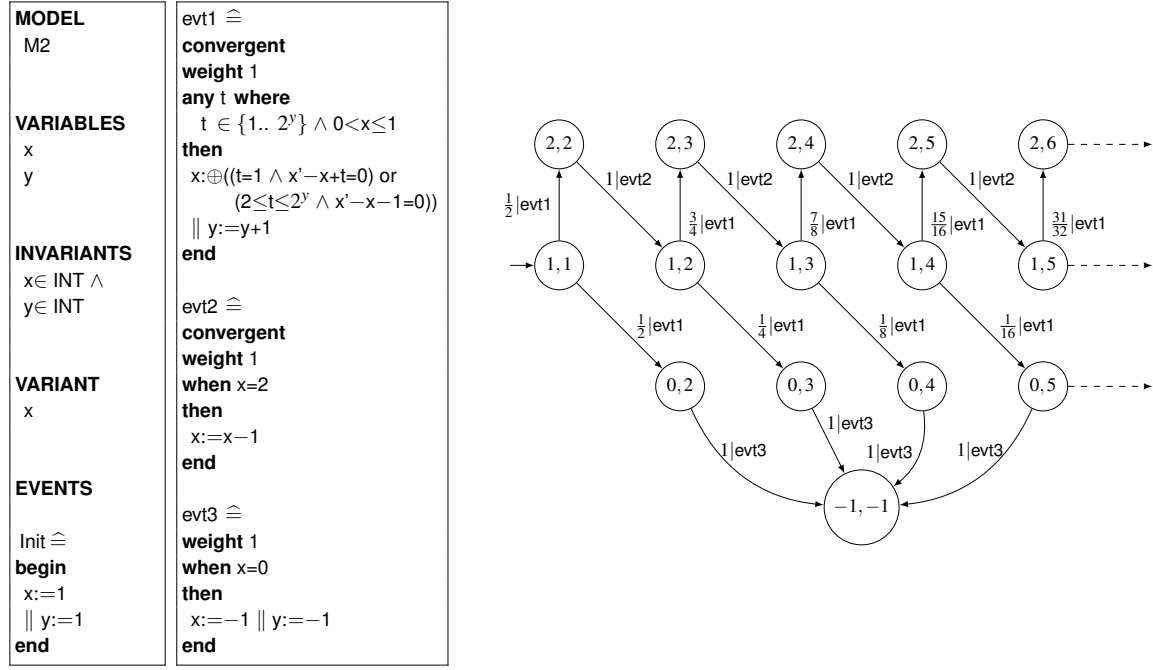 MODEL
M2
VARIABLES
x
y
INVARIANTS
x∈ INT ∧
y∈ INT
VARIANT
x
EVENTS
Init ≙
begin
x:=1
∥ y:=1
end
evt1 ≙
convergent
weight 1
any t where
t ∈ {1.. 2^y} ∧ 0<x≤1
then
x:⊕((t=1 ∧ x'−x+t=0) or
(2≤t≤2^y ∧ x'−x−1=0))
∥ y:=y+1
end
evt2 ≙
convergent
weight 1
when x=2
then
x:=x−1
end
evt3 ≙
weight 1
when x=0
then
x:=−1 ∥ y:=−1
end
2,2 2,3 2,4 2,5 2,6
1|evt2 1|evt2 1|evt2 1|evt2
1/2|evt1 3/4|evt1 7/8|evt1 15/16|evt1 31/32|evt1
1,1 1,2 1,3 1,4 1,5
1/2|evt1 1/4|evt1 1/8|evt1 1/16|evt1
0,2 0,3 0,4 0,5
1|evt3 1|evt3 1|evt3 1|evt3
−1,−1